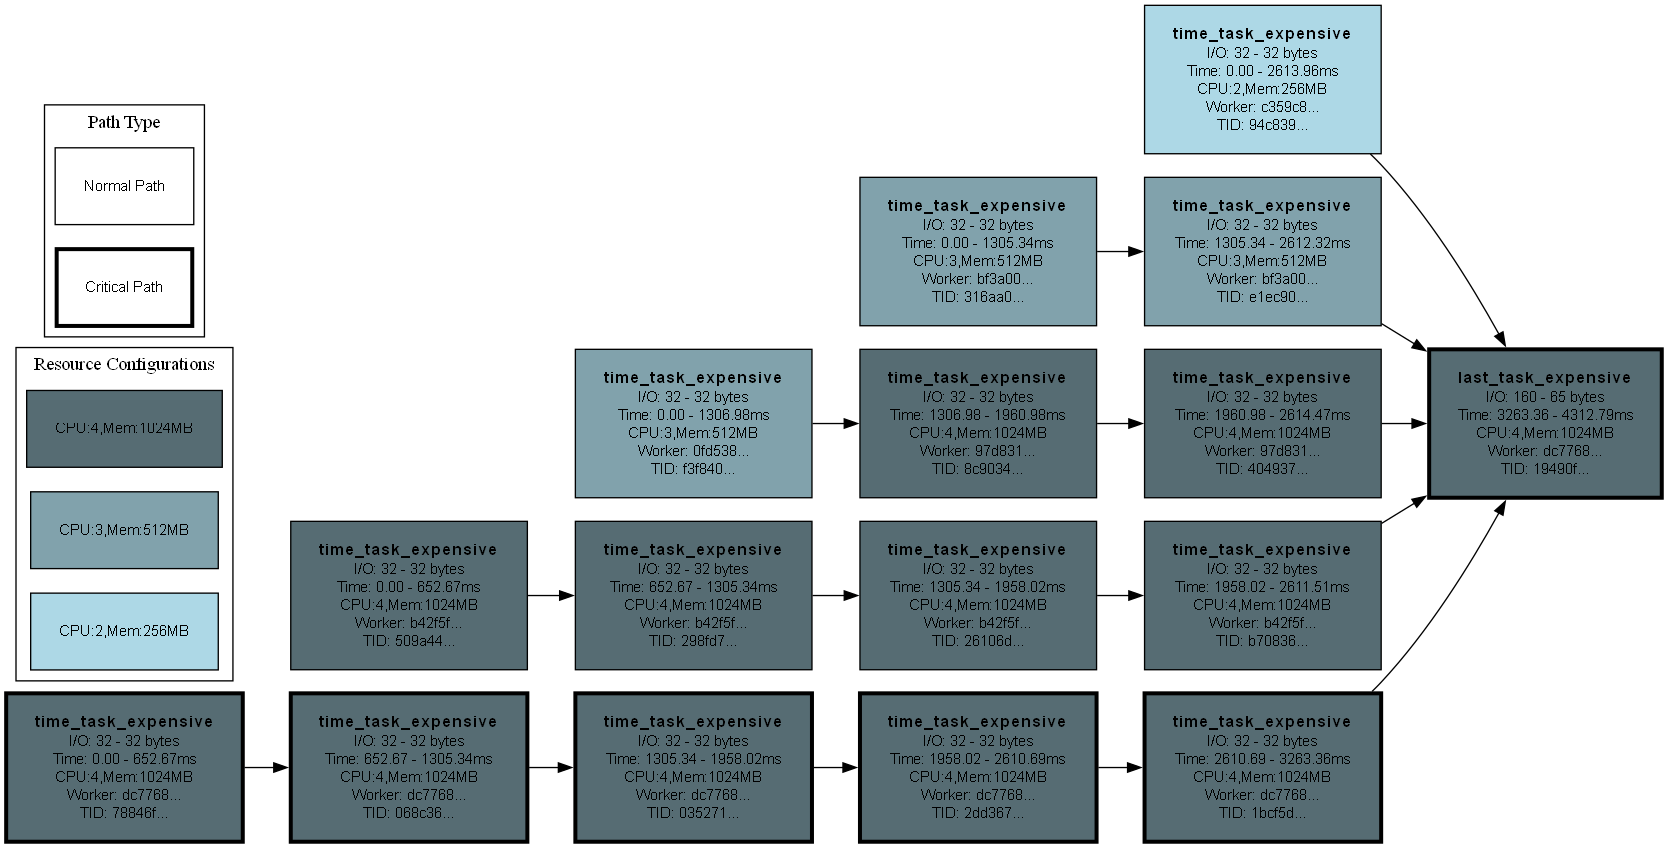 time_task_expensive
I/O: 32 - 32 bytes
Time: 0.00 - 2613.96ms
CPU:2,Mem:256MB
Worker: c359c8...
TID: 94c839...
Path Type
Normal Path
Critical Path
time_task_expensive
I/O: 32 - 32 bytes
Time: 0.00 - 1305.34ms
CPU:3,Mem:512MB
Worker: bf3a00...
TID: 316aa0...
time_task_expensive
I/O: 32 - 32 bytes
Time: 1305.34 - 2612.32ms
CPU:3,Mem:512MB
Worker: bf3a00...
TID: e1ec90...
Resource Configurations
CPU:4,Mem:1024MB
CPU:3,Mem:512MB
CPU:2,Mem:256MB
time_task_expensive
I/O: 32 - 32 bytes
Time: 0.00 - 1306.98ms
CPU:3,Mem:512MB
Worker: 0fd538...
TID: f3f840...
time_task_expensive
I/O: 32 - 32 bytes
Time: 1306.98 - 1960.98ms
CPU:4,Mem:1024MB
Worker: 97d831...
TID: 8c9034...
time_task_expensive
I/O: 32 - 32 bytes
Time: 1960.98 - 2614.47ms
CPU:4,Mem:1024MB
Worker: 97d831...
TID: 404937...
last_task_expensive
I/O: 160 - 65 bytes
Time: 3263.36 - 4312.79ms
CPU:4,Mem:1024MB
Worker: dc7768...
TID: 19490f...
time_task_expensive
I/O: 32 - 32 bytes
Time: 0.00 - 652.67ms
CPU:4,Mem:1024MB
Worker: b42f5f...
TID: 509a44...
time_task_expensive
I/O: 32 - 32 bytes
Time: 652.67 - 1305.34ms
CPU:4,Mem:1024MB
Worker: b42f5f...
TID: 298fd7...
time_task_expensive
I/O: 32 - 32 bytes
Time: 1305.34 - 1958.02ms
CPU:4,Mem:1024MB
Worker: b42f5f...
TID: 26106d...
time_task_expensive
I/O: 32 - 32 bytes
Time: 1958.02 - 2611.51ms
CPU:4,Mem:1024MB
Worker: b42f5f...
TID: b70836...
time_task_expensive
I/O: 32 - 32 bytes
Time: 0.00 - 652.67ms
CPU:4,Mem:1024MB
Worker: dc7768...
TID: 78846f...
time_task_expensive
I/O: 32 - 32 bytes
Time: 652.67 - 1305.34ms
CPU:4,Mem:1024MB
Worker: dc7768...
TID: 068c36...
time_task_expensive
I/O: 32 - 32 bytes
Time: 1305.34 - 1958.02ms
CPU:4,Mem:1024MB
Worker: dc7768...
TID: 035271...
time_task_expensive
I/O: 32 - 32 bytes
Time: 1958.02 - 2610.69ms
CPU:4,Mem:1024MB
Worker: dc7768...
TID: 2dd367...
time_task_expensive
I/O: 32 - 32 bytes
Time: 2610.69 - 3263.36ms
CPU:4,Mem:1024MB
Worker: dc7768...
TID: 1bcf5d...